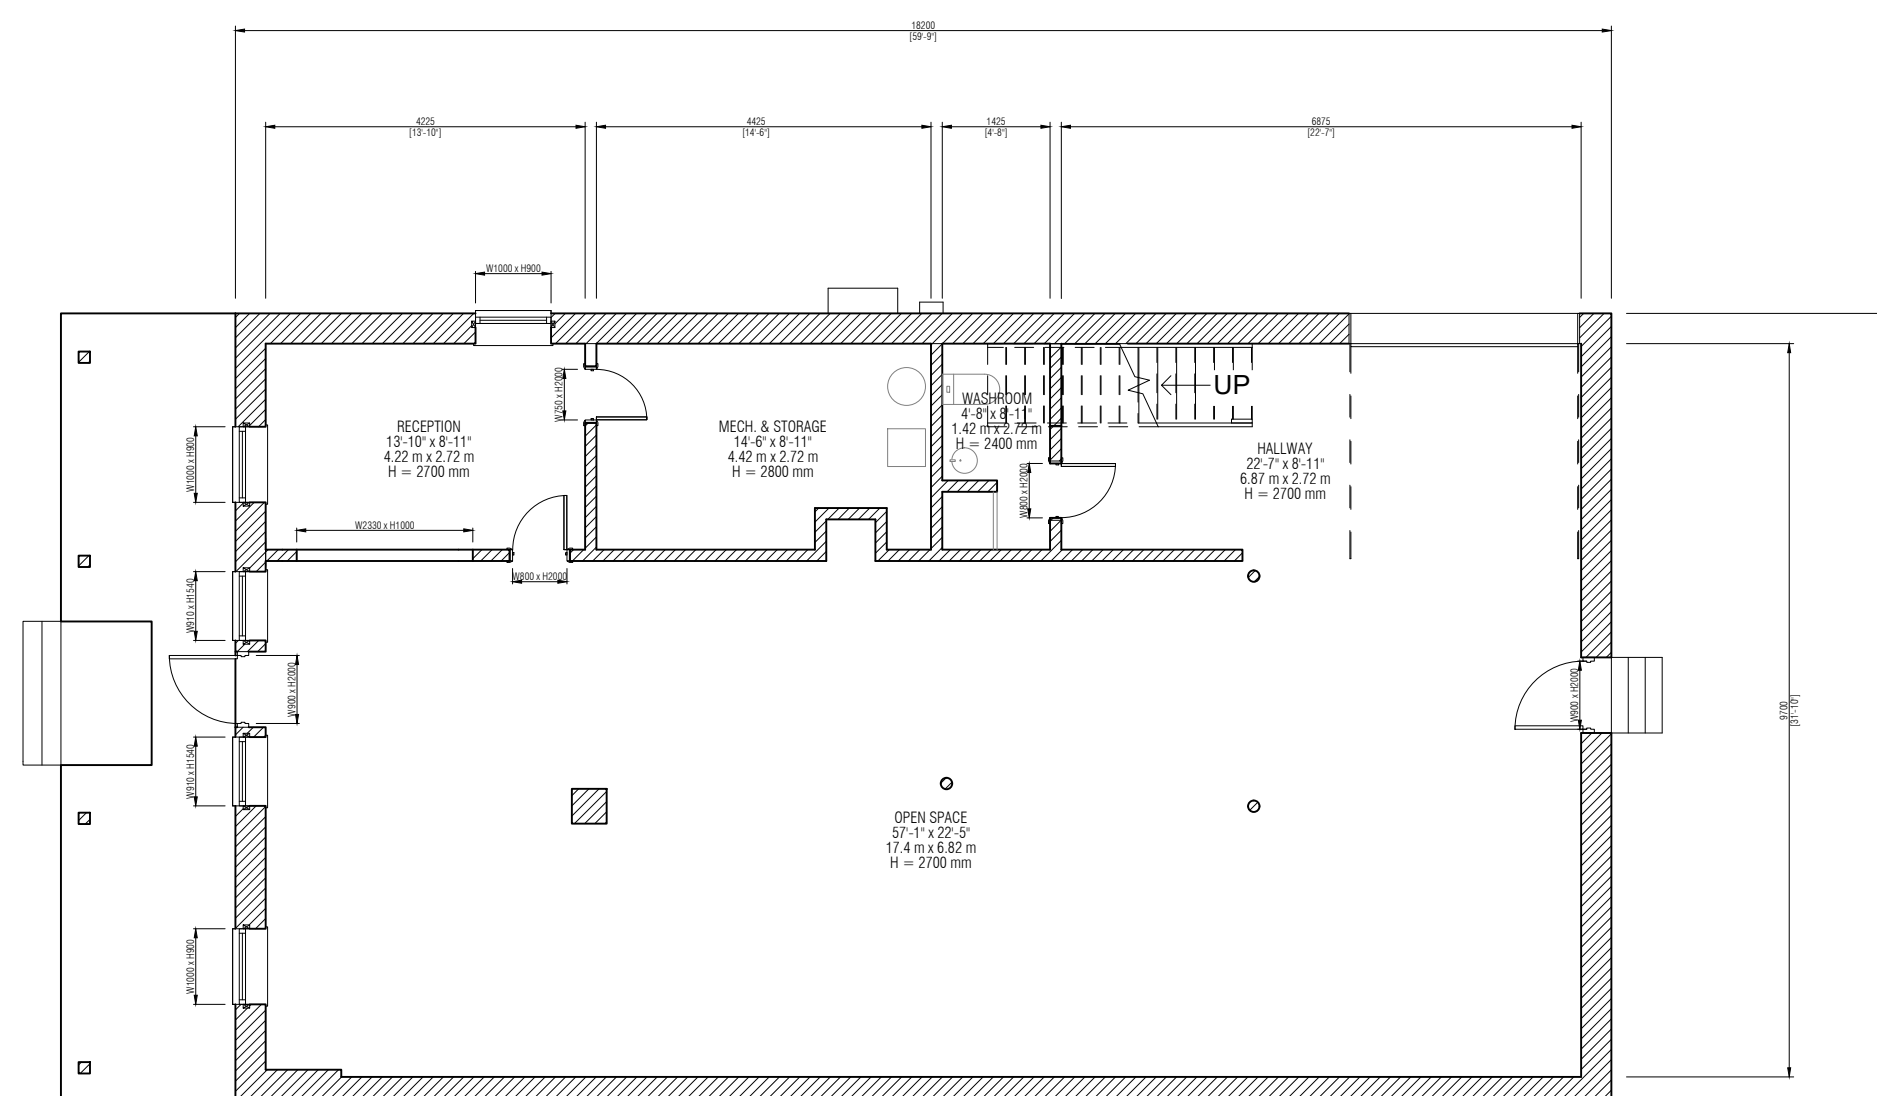 18200
[59'-9"]
4225
[13'-10"]
4425
[14'-6"]
1425
[4'-8"]
6875
[22'-7"]
W1000 x H900
W750 x H2000
UP
RECEPTION
13'-10" x 8'-11"
4.22 m x 2.72 m
H = 2700 mm
MECH. & STORAGE
14'-6" x 8'-11"
4.42 m x 2.72 m
H = 2800 mm
WASHROOM
4'-8" x 8'-11"
1.42 m x 2.72 m
H = 2400 mm
HALLWAY
22'-7" x 8'-11"
6.87 m x 2.72 m
H = 2700 mm
W1000 x H900
W800 x H2000
W2330 x H1000
W800 x H2000
W910 x H1540
W900 x H2000
W900 x H2000
9700
[31'-10"]
W910 x H1540
OPEN SPACE
57'-1" x 22'-5"
17.4 m x 6.82 m
H = 2700 mm
W1000 x H900